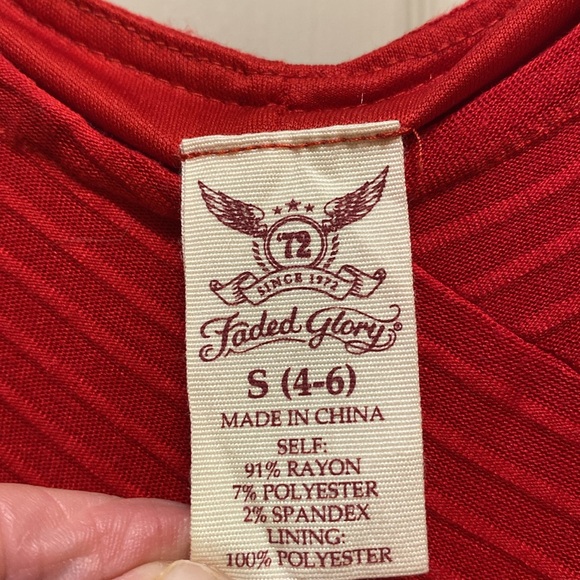 '72
SINCE 1972
Faded Glory®
S (4-6)
MADE IN CHINA
SELF:
91% RAYON
7% POLYESTER
2% SPANDEX
LINING:
100% POLYESTER